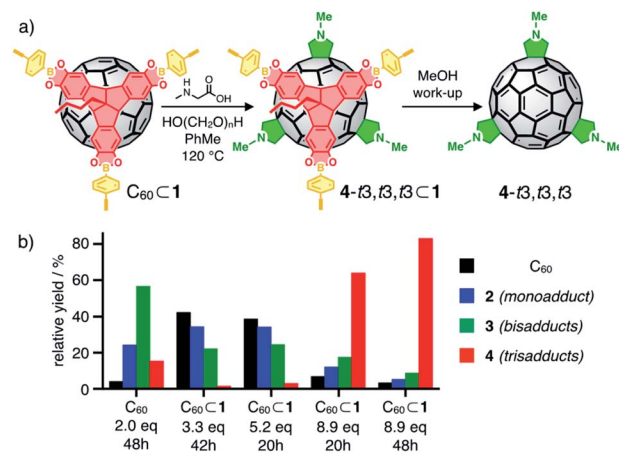 a)
Me
N
B
O
O
O
O
B
B
O
O
N
H
O
OH
HO(CH₂O)ₙH
PhMe
120 °C
C₆₀⊂1
Me
N
B
O
O
O
O
B
N
Me
Me
N
O
O
B
4-t3,t3,t3⊂1
MeOH
work-up
Me
N
N
Me
Me
N
4-t3,t3,t3
b)
relative yield / %
80
60
40
20
0
C₆₀
2.0 eq
48h
C₆₀⊂1
3.3 eq
42h
C₆₀⊂1
5.2 eq
20h
C₆₀⊂1
8.9 eq
20h
C₆₀⊂1
8.9 eq
48h
C₆₀
2 (monoadduct)
3 (bisadducts)
4 (trisadducts)